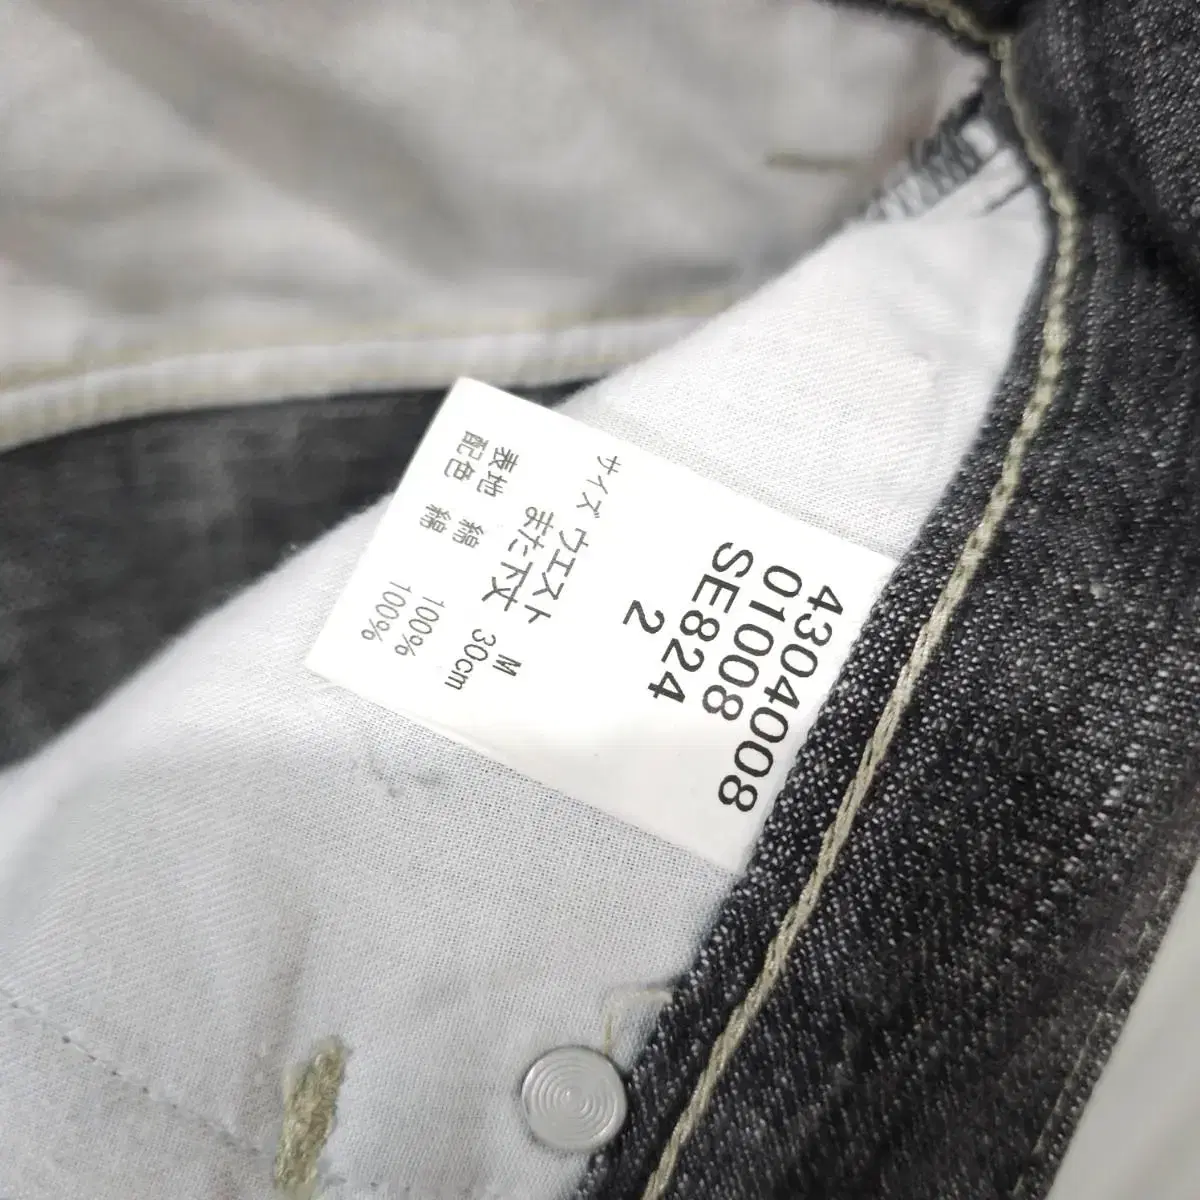 43040008
010008
SE824
2
サイズ ウエスト M
また下丈 30cm
表地 綿 100%
配色 綿 100%